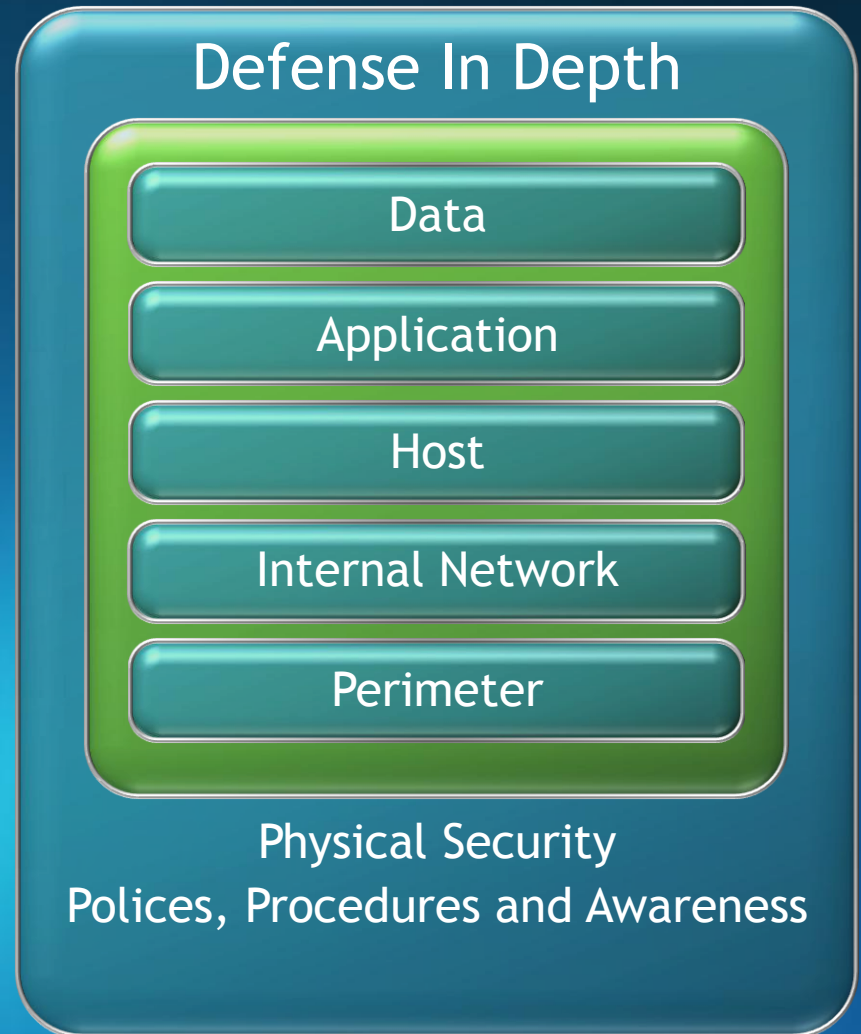 Defense In Depth
Data
Application
Host
Internal Network
Perimeter
Physical Security
Polices, Procedures and Awareness